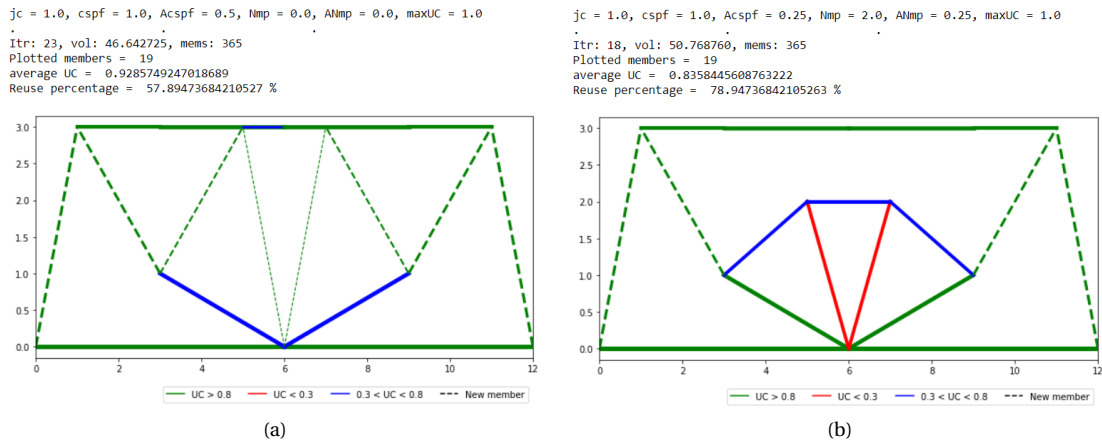 jc = 1.0, cspf = 1.0, Acspf = 0.5, Nmp = 0.0, ANmp = 0.0, maxUC = 1.0
. . .
Itr: 23, vol: 46.642725, mems: 365
Plotted members = 19
average UC = 0.9285749247018689
Reuse percentage = 57.89473684210527 %
3.0
2.5
2.0
1.5
1.0
0.5
0.0
0 2 4 6 8 10 12
UC > 0.8 UC < 0.3 0.3 < UC < 0.8 New member
(a)
jc = 1.0, cspf = 1.0, Acspf = 0.25, Nmp = 2.0, ANmp = 0.25, maxUC = 1.0
. . .
Itr: 18, vol: 50.768760, mems: 365
Plotted members = 19
average UC = 0.8358445608763222
Reuse percentage = 78.94736842105263 %
3.0
2.5
2.0
1.5
1.0
0.5
0.0
0 2 4 6 8 10 12
UC > 0.8 UC < 0.3 0.3 < UC < 0.8 New member
(b)